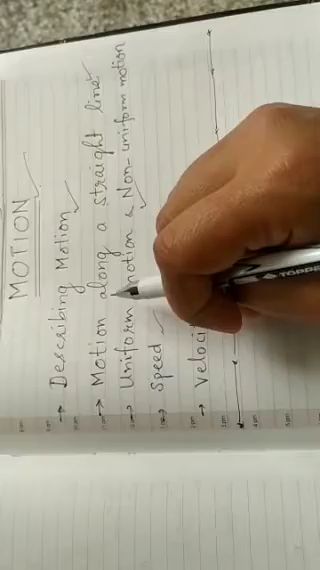 MOTION
→ Describing Motion
→ Motion along a straight line
→ Uniform motion & Non-uniform motion
→ Speed
→ Veloci